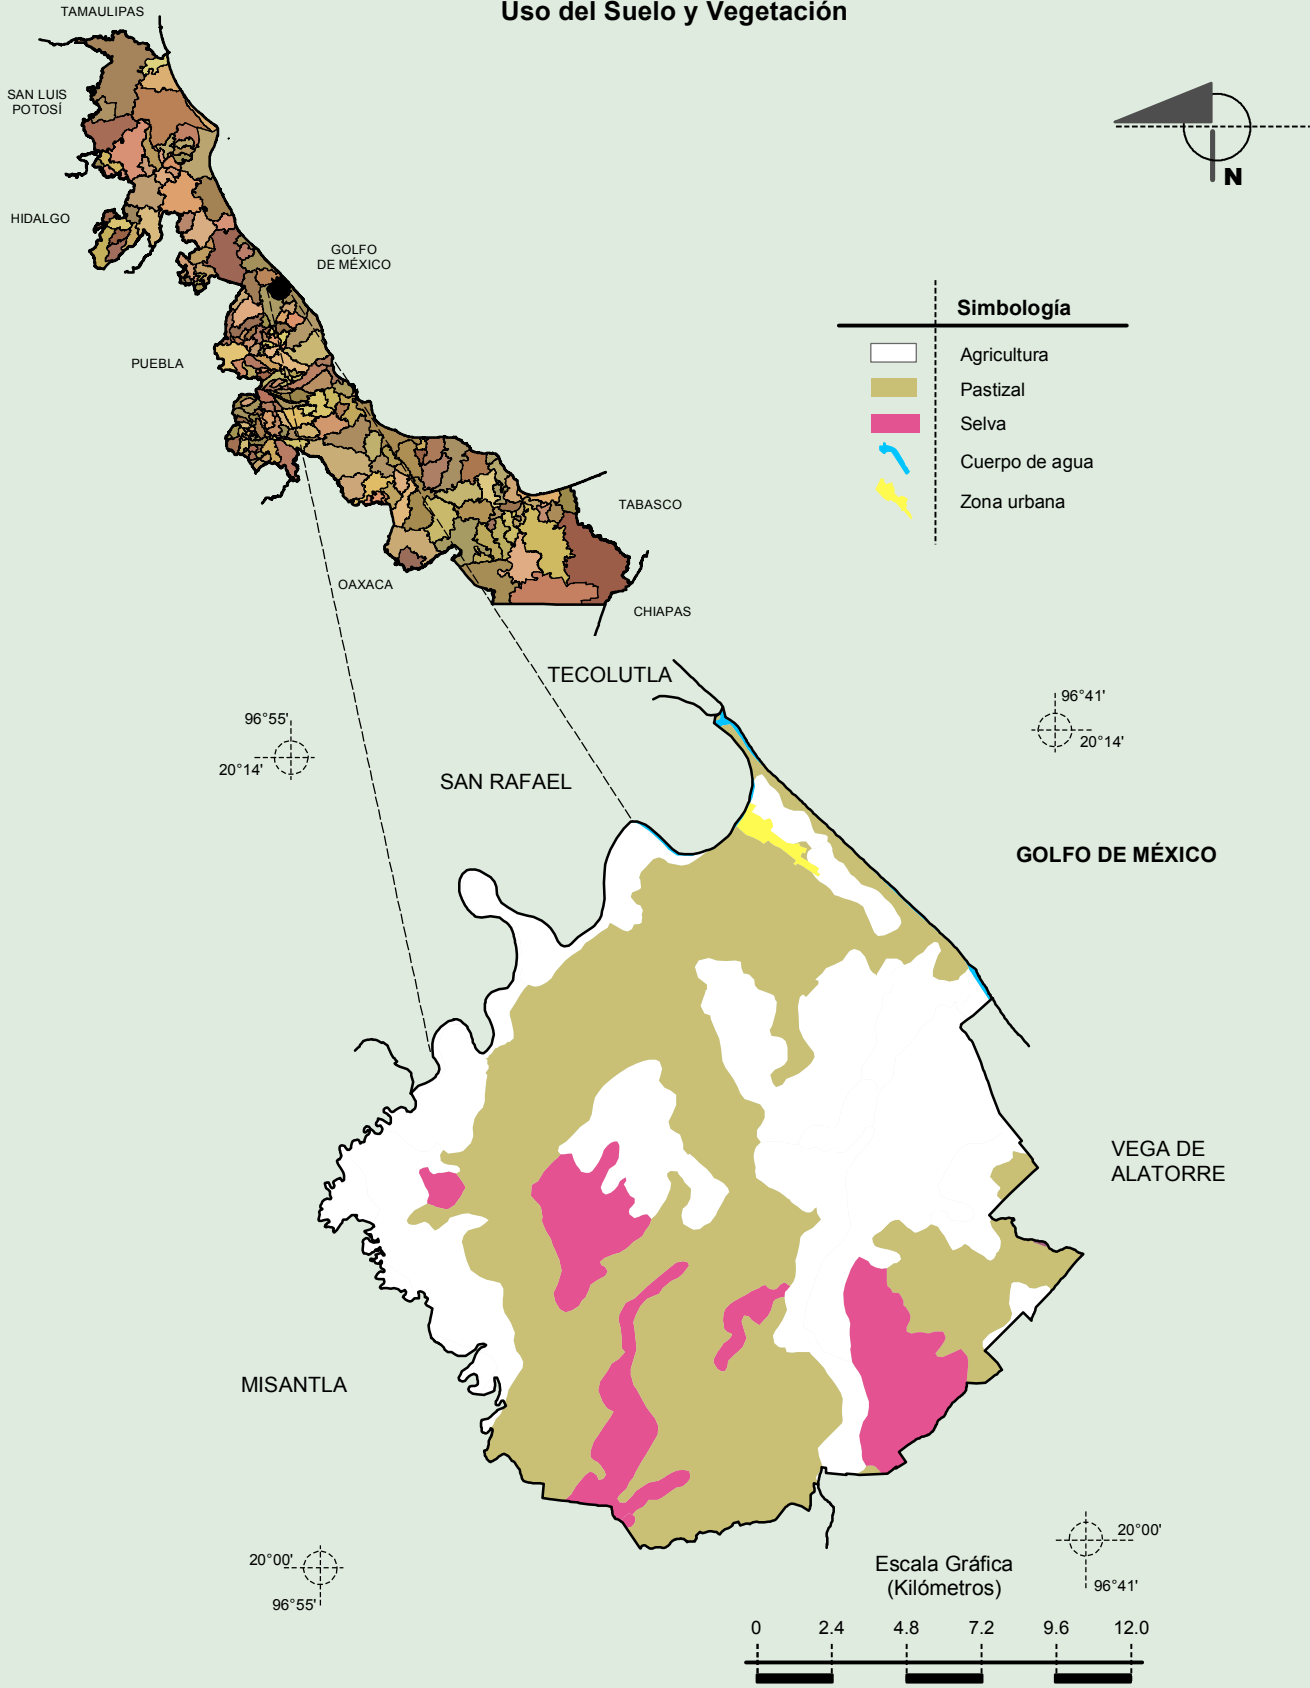 Uso del Suelo y Vegetación
TAMAULIPAS
SAN LUIS
POTOSÍ
HIDALGO
GOLFO
DE MÉXICO
PUEBLA
TABASCO
OAXACA
CHIAPAS
N
Simbología
Agricultura
Pastizal
Selva
Cuerpo de agua
Zona urbana
TECOLUTLA
96°55'
20°14'
96°41'
20°14'
SAN RAFAEL
GOLFO DE MÉXICO
VEGA DE
ALATORRE
MISANTLA
20°00'
96°55'
20°00'
96°41'
Escala Gráfica
(Kilómetros)
0 2.4 4.8 7.2 9.6 12.0